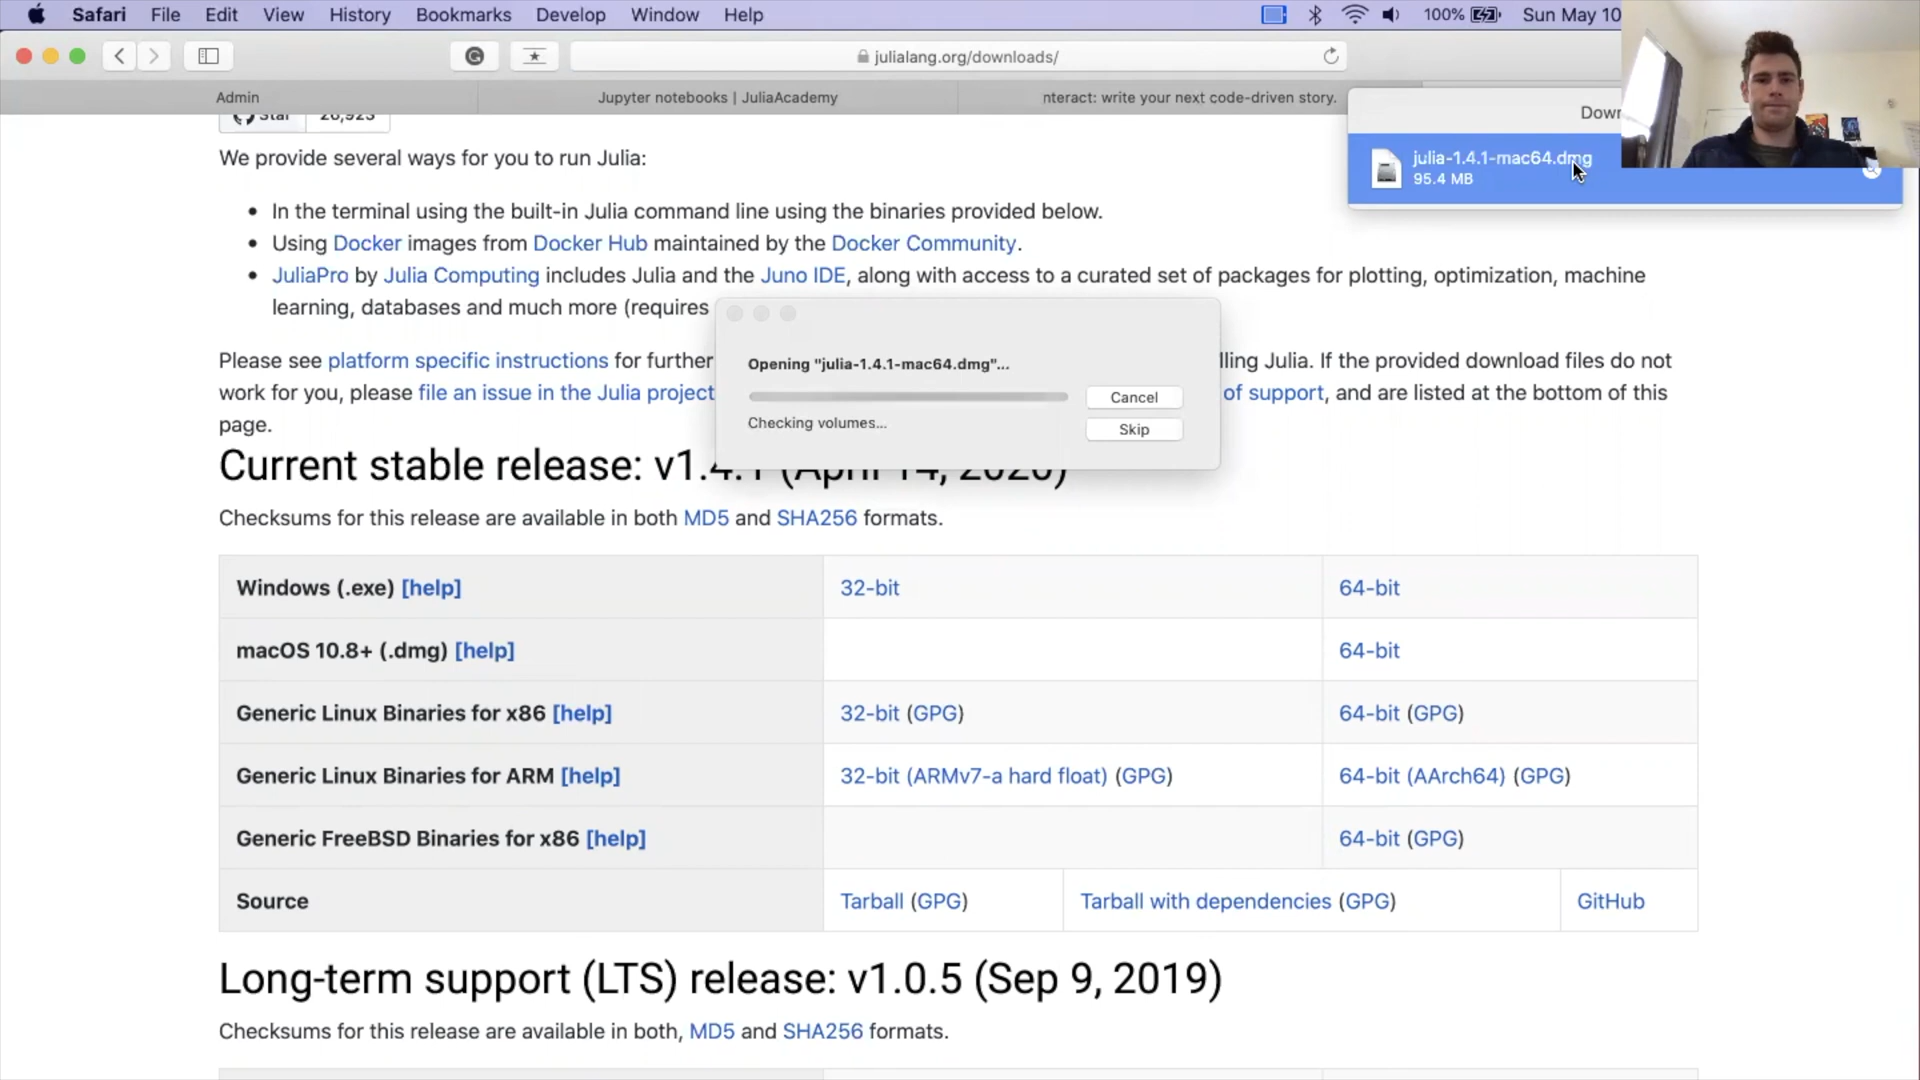 Safari File Edit View History Bookmarks Develop Window Help 100% Sun May 10
julialang.org/downloads/
Admin Jupyter notebooks | JuliaAcademy nteract: write your next code-driven story.
Star 26,923
Down
julia-1.4.1-mac64.dmg
95.4 MB
We provide several ways for you to run Julia:
• In the terminal using the built-in Julia command line using the binaries provided below.
• Using Docker images from Docker Hub maintained by the Docker Community.
• JuliaPro by Julia Computing includes Julia and the Juno IDE, along with access to a curated set of packages for plotting, optimization, machine
learning, databases and much more (requires
Please see platform specific instructions for further lling Julia. If the provided download files do not
work for you, please file an issue in the Julia project of support, and are listed at the bottom of this
page.
Opening "julia-1.4.1-mac64.dmg"...
Cancel
Checking volumes...
Skip
Current stable release: v1.4.1 (April 14, 2020)
Checksums for this release are available in both MD5 and SHA256 formats.
Windows (.exe) [help] 32-bit 64-bit
macOS 10.8+ (.dmg) [help] 64-bit
Generic Linux Binaries for x86 [help] 32-bit (GPG) 64-bit (GPG)
Generic Linux Binaries for ARM [help] 32-bit (ARMv7-a hard float) (GPG) 64-bit (AArch64) (GPG)
Generic FreeBSD Binaries for x86 [help] 64-bit (GPG)
Source Tarball (GPG) Tarball with dependencies (GPG) GitHub
Long-term support (LTS) release: v1.0.5 (Sep 9, 2019)
Checksums for this release are available in both, MD5 and SHA256 formats.